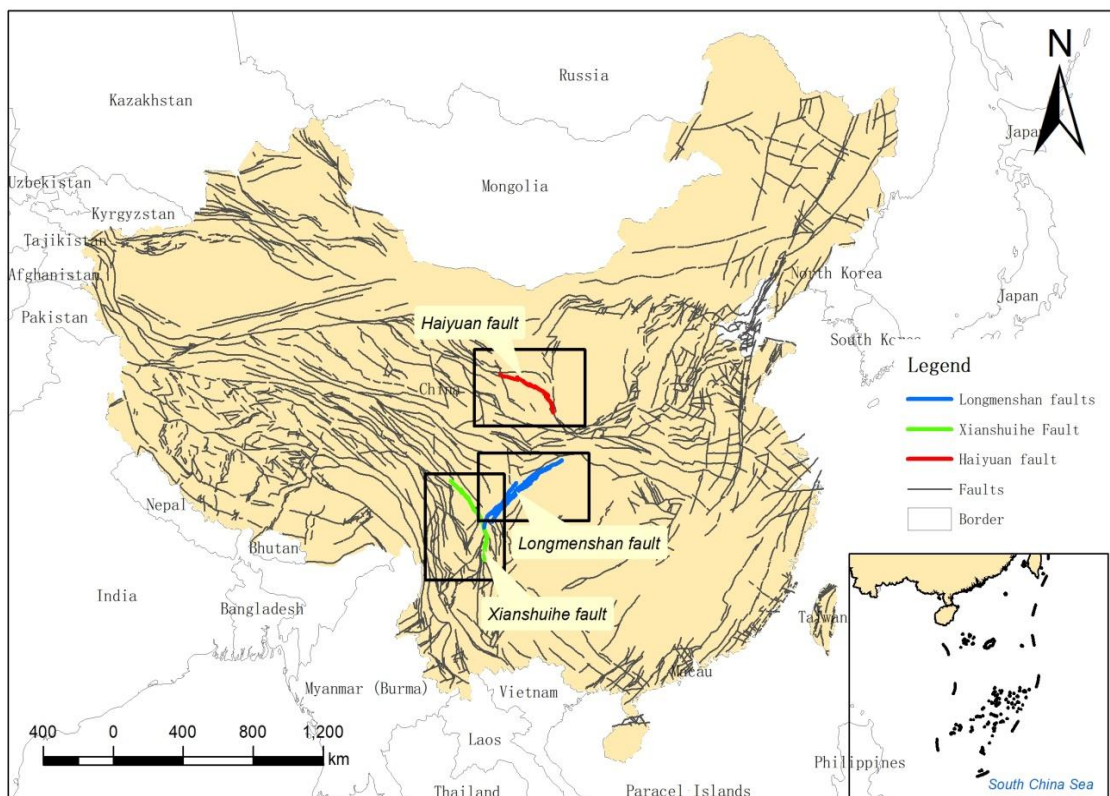 N
Russia
Kazakhstan
Japan
Uzbekistan
Mongolia
Kyrgyzstan
Tajikistan
Afghanistan
North Korea
Japan
Pakistan
Haiyuan fault
South Korea
China
Legend
Longmenshan faults
Xianshuihe Fault
Haiyuan fault
Faults
Border
Nepal
Longmenshan fault
Bhutan
India
Bangladesh
Xianshuihe fault
Taiwan
Macau
Myanmar (Burma)
Vietnam
400 0 400 800 1,200
km
Laos
Philippines
Thailand
Paracel Islands
South China Sea